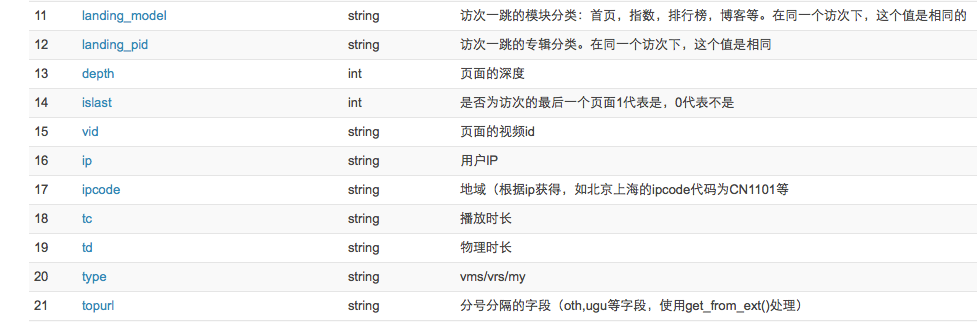 11 landing_model string 访次一跳的模块分类：首页，指数，排行榜，博客等。在同一个访次下，这个值是相同的
12 landing_pid string 访次一跳的专辑分类。在同一个访次下，这个值是相同
13 depth int 页面的深度
14 islast int 是否为访次的最后一个页面1代表是，0代表不是
15 vid string 页面的视频id
16 ip string 用户IP
17 ipcode string 地域（根据ip获得，如北京上海的ipcode代码为CN1101等
18 tc string 播放时长
19 td string 物理时长
20 type string vms/vrs/my
21 topurl string 分号分隔的字段（oth,ugu等字段，使用get_from_ext()处理）